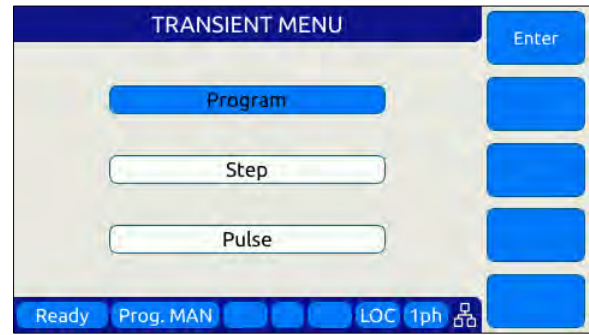 TRANSIENT MENU
Enter
Program
Step
Pulse
Ready Prog. MAN LOC 1ph